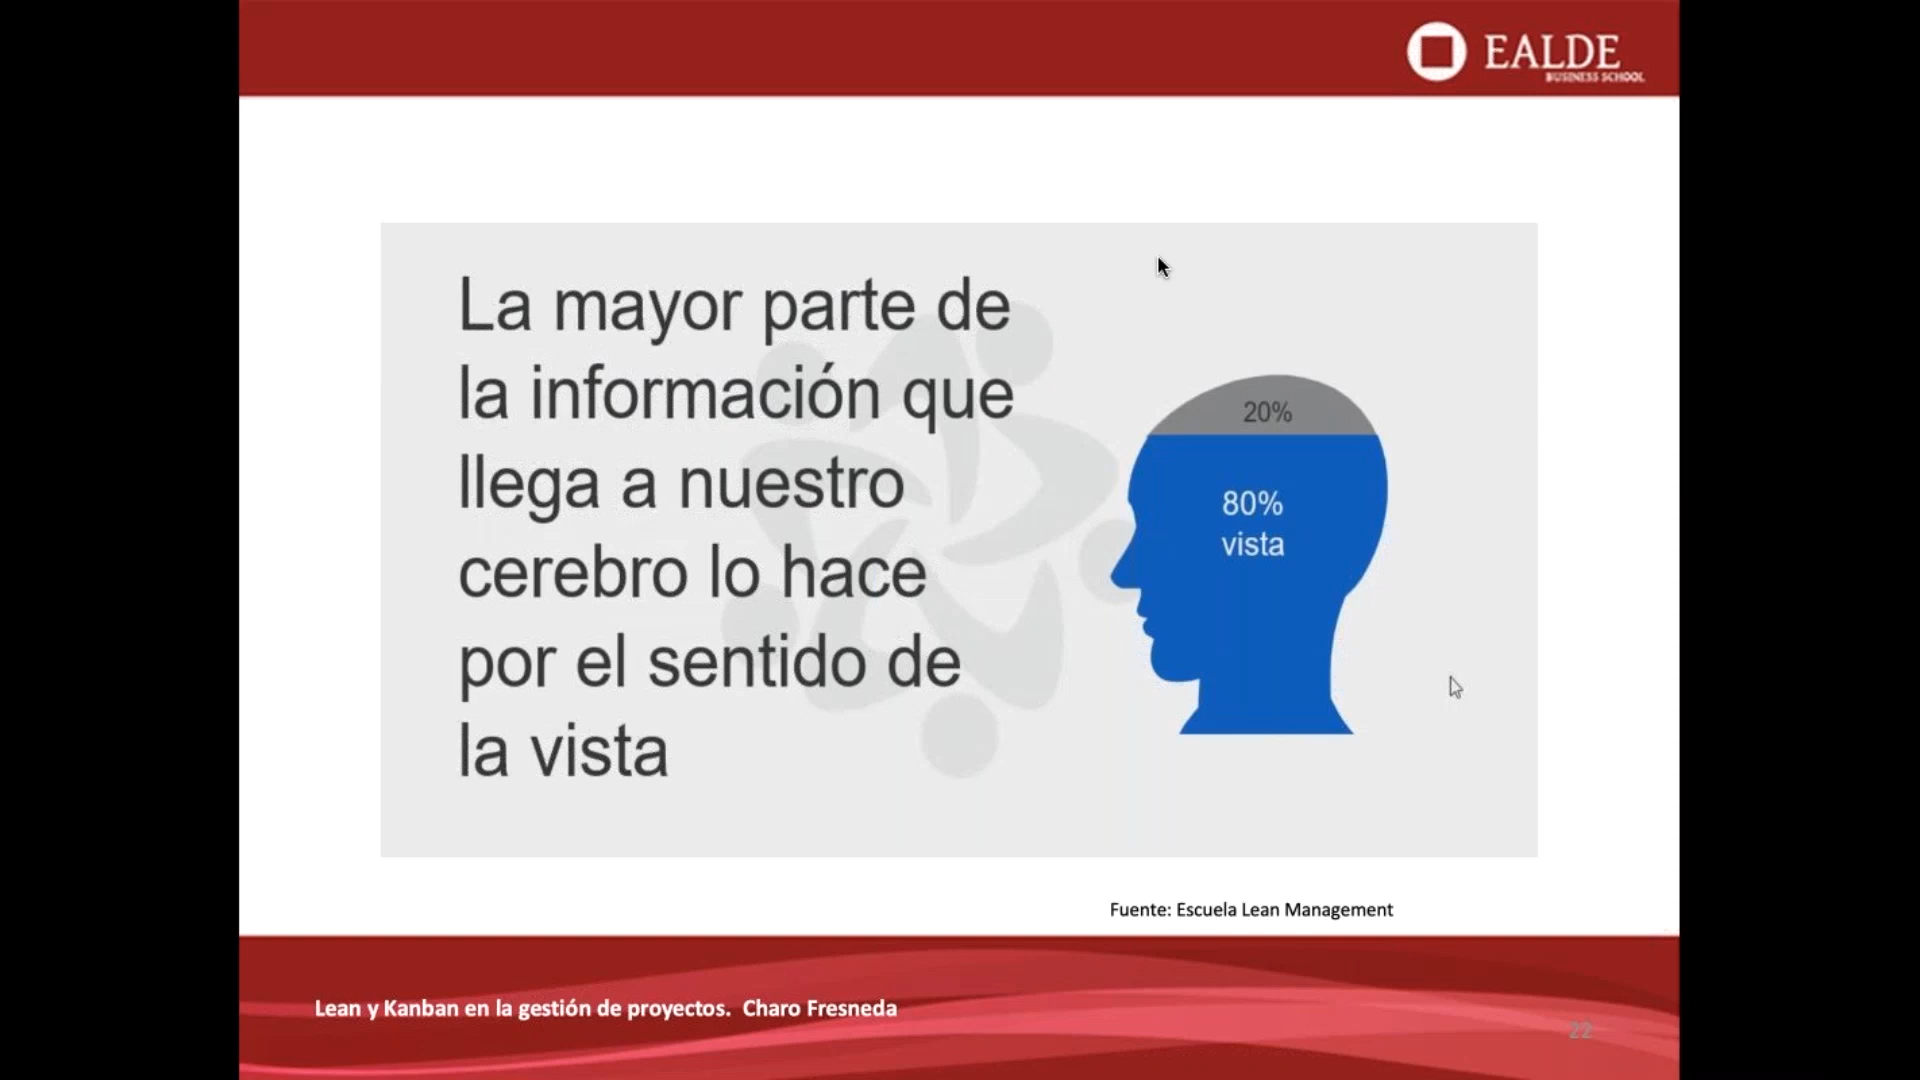 EALDE
BUSINESS SCHOOL
La mayor parte de
la información que
llega a nuestro
cerebro lo hace
por el sentido de
la vista
20%
80%
vista
Fuente: Escuela Lean Management
Lean y Kanban en la gestión de proyectos.  Charo Fresneda
22